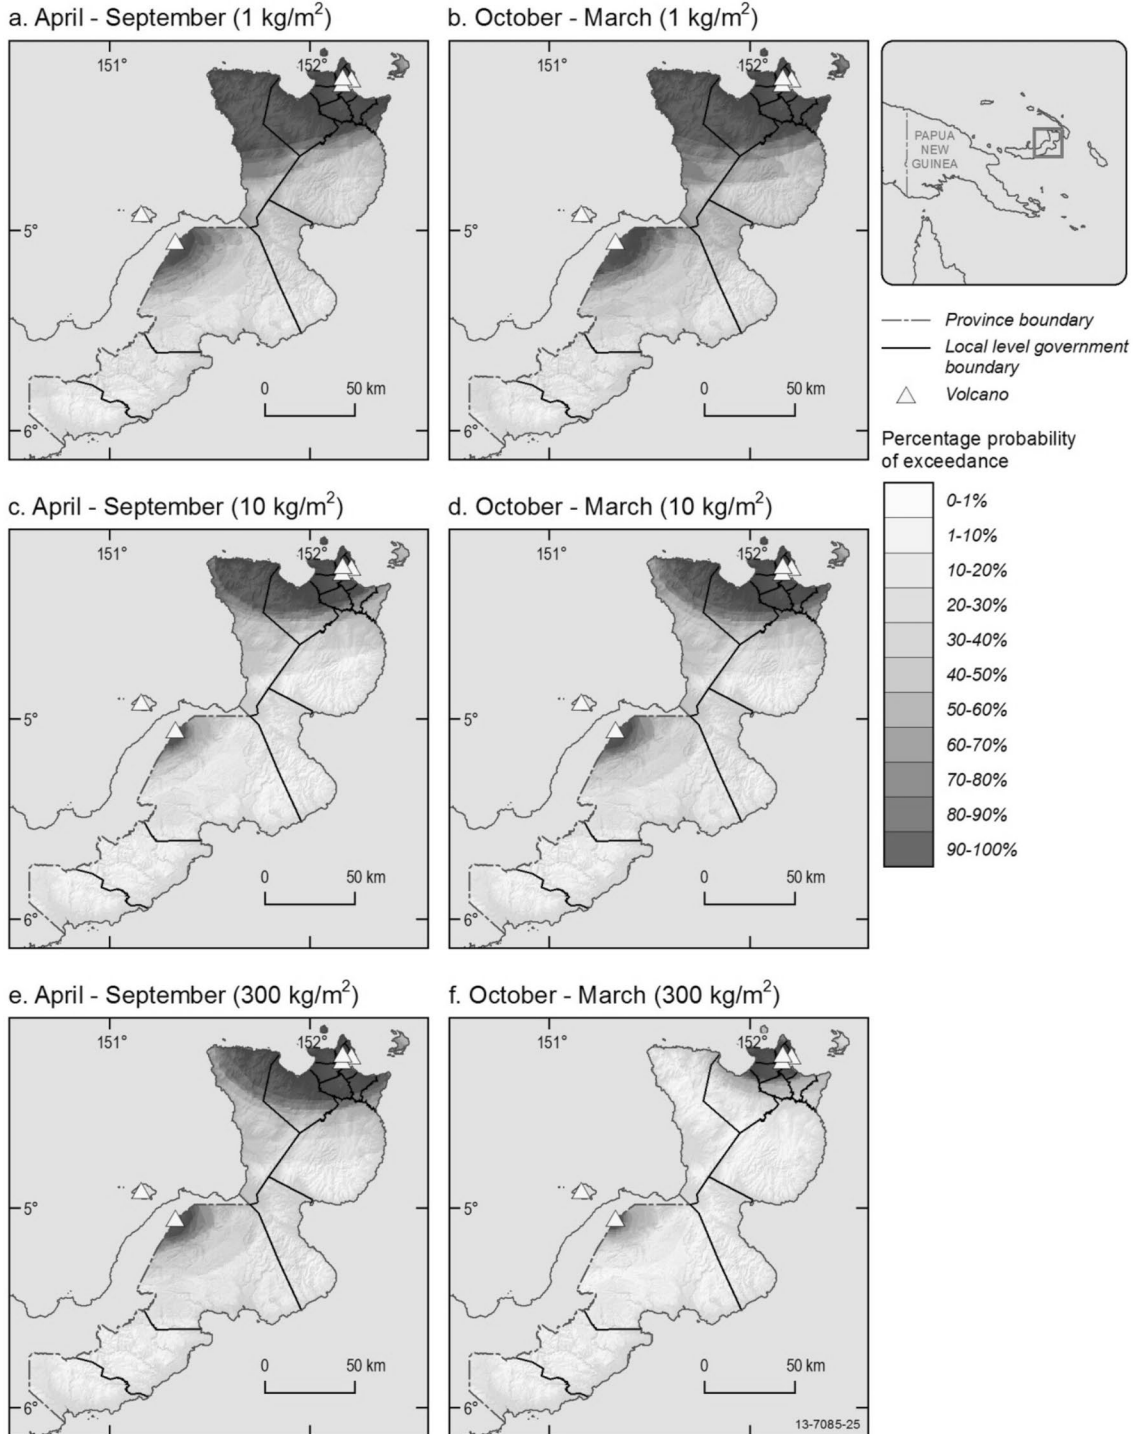 a. April - September (1 kg/m²)
b. October - March (1 kg/m²)
151° 152°
5°
6°
0 50 km
151° 152°
5°
6°
0 50 km
PAPUA
NEW
GUINEA
Province boundary
Local level government
boundary
Volcano
Percentage probability
of exceedance
0-1%
1-10%
10-20%
20-30%
30-40%
40-50%
50-60%
60-70%
70-80%
80-90%
90-100%
c. April - September (10 kg/m²)
d. October - March (10 kg/m²)
151° 152°
5°
6°
0 50 km
151° 152°
5°
6°
0 50 km
e. April - September (300 kg/m²)
f. October - March (300 kg/m²)
151° 152°
5°
6°
0 50 km
151° 152°
5°
6°
0 50 km
13-7085-25